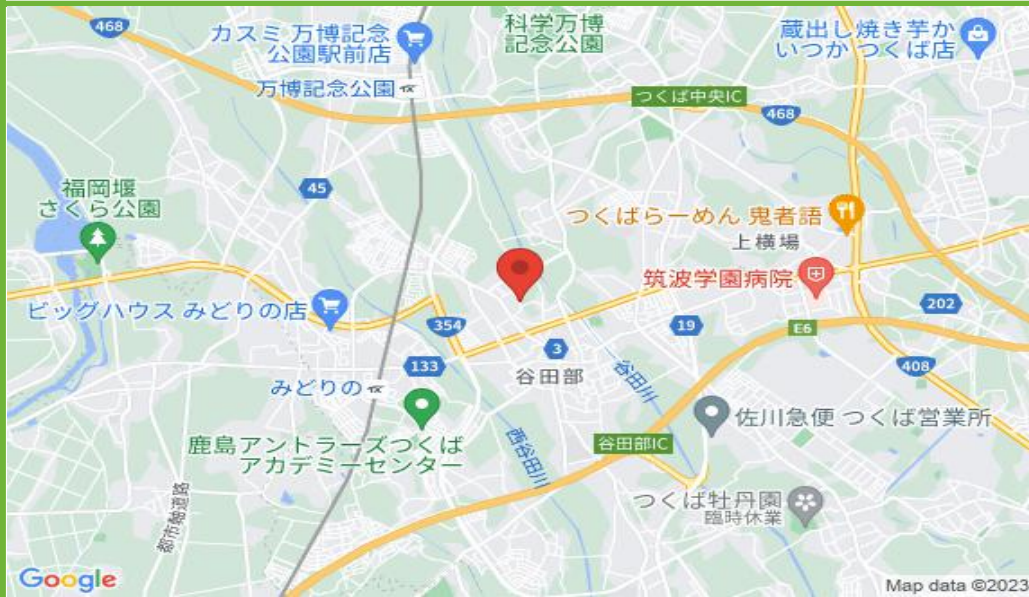 468
カスミ 万博記念
公園駅前店
科学万博
記念公園
蔵出し焼き芋か
いつか つくば店
万博記念公園
つくば中央IC
468
45
福岡堰
さくら公園
つくばらーめん 鬼者語
上横場
筑波学園病院
ビッグハウス みどりの店
354
19
202
E6
3
133
谷田部
谷田川
408
みどりの
佐川急便 つくば営業所
鹿島アントラーズつくば
アカデミーセンター
谷田部IC
西谷田川
つくば牡丹園
臨時休業
都市軸道路
Google
Map data ©2023